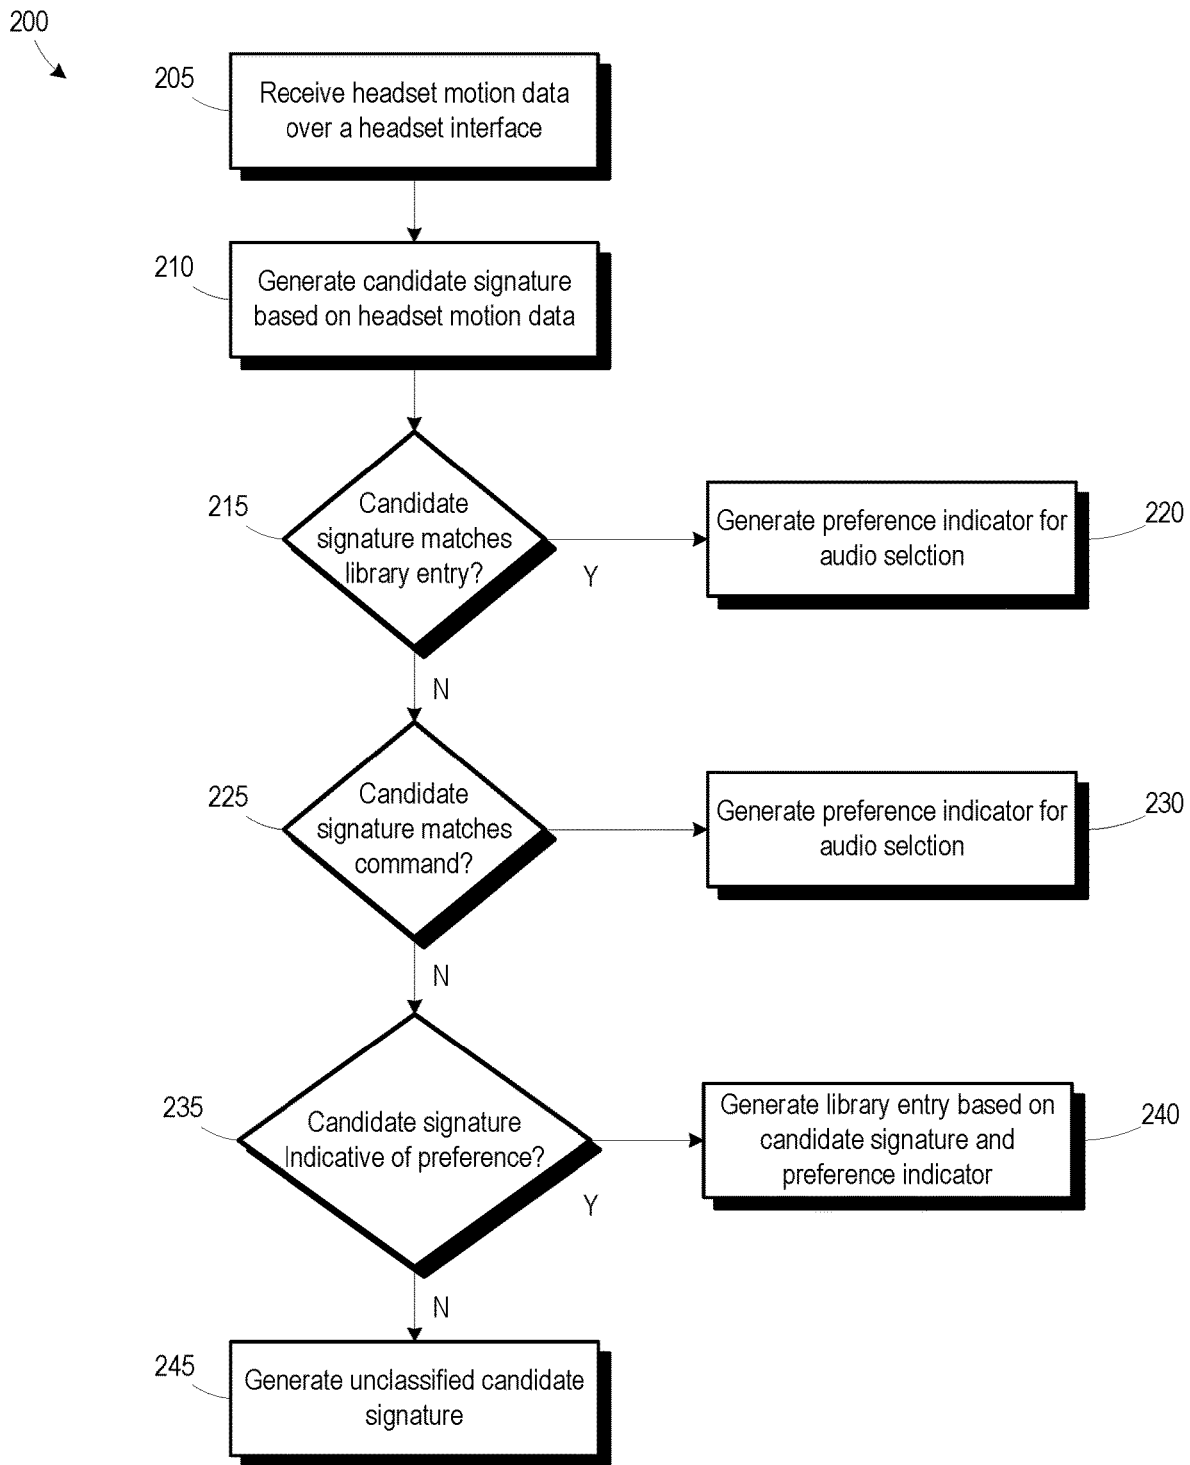 200
205
Receive headset motion data
over a headset interface
210
Generate candidate signature
based on headset motion data
215
Candidate
signature matches
library entry?
Y
Generate preference indicator for
audio selction
220
N
225
Candidate
signature matches
command?
Generate preference indicator for
audio selction
230
N
235
Candidate signature
Indicative of preference?
Y
Generate library entry based on
candidate signature and
preference indicator
240
N
245
Generate unclassified candidate
signature